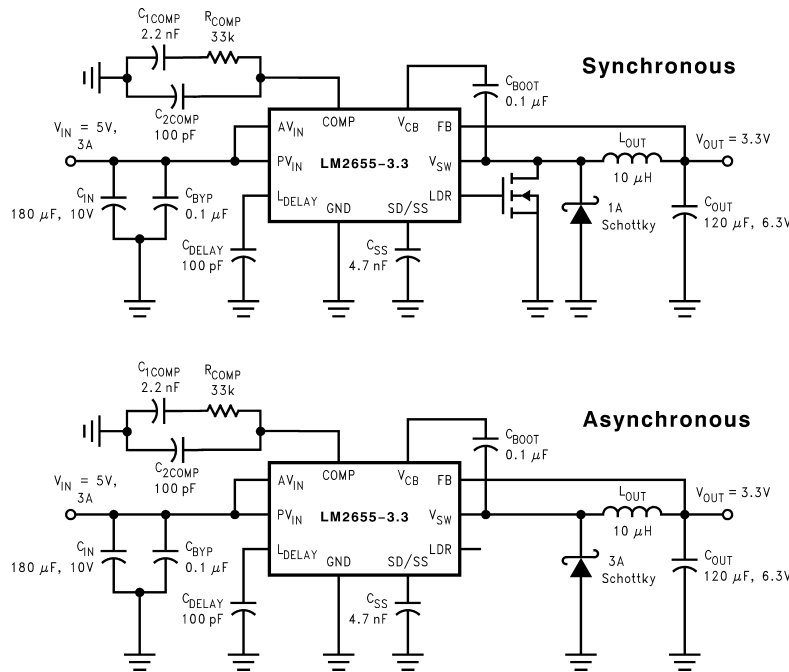 C1COMP
2.2 nF
RCOMP
33k
C2COMP
100 pF
VIN = 5V,
3A
CIN
180 μF, 10V
CBYP
0.1 μF
CDELAY
100 pF
AVIN
COMP
VCB
FB
PVIN
LM2655-3.3
VSW
LDELAY
GND
SD/SS
LDR
CSS
4.7 nF
CBOOT
0.1 μF
Synchronous
LOUT
10 μH
VOUT = 3.3V
1A
Schottky
COUT
120 μF, 6.3V
C1COMP
2.2 nF
RCOMP
33k
C2COMP
100 pF
VIN = 5V,
3A
CIN
180 μF, 10V
CBYP
0.1 μF
CDELAY
100 pF
AVIN
COMP
VCB
FB
PVIN
LM2655-3.3
VSW
LDELAY
GND
SD/SS
LDR
CSS
4.7 nF
CBOOT
0.1 μF
Asynchronous
LOUT
10 μH
VOUT = 3.3V
3A
Schottky
COUT
120 μF, 6.3V